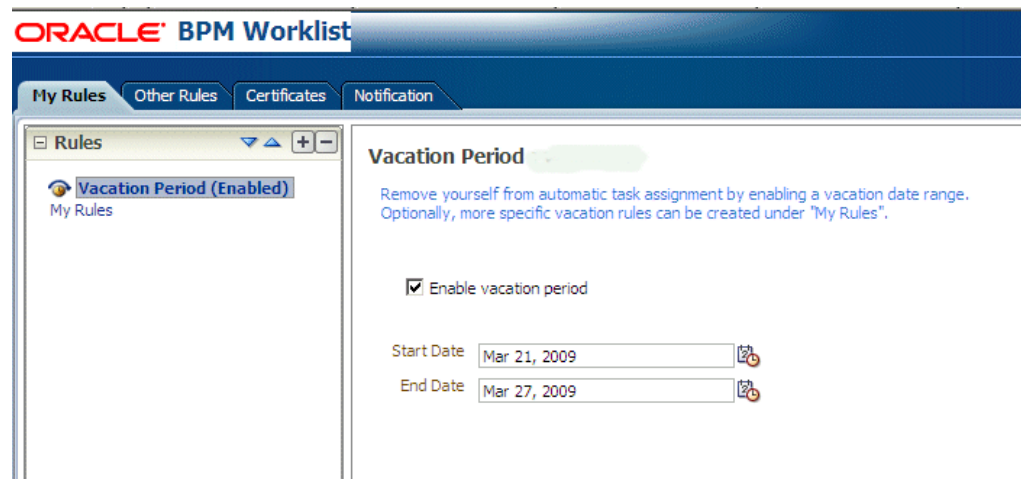 ORACLE BPM Worklist
My Rules Other Rules Certificates Notification
Rules
Vacation Period (Enabled)
My Rules
Vacation Period
Remove yourself from automatic task assignment by enabling a vacation date range.
Optionally, more specific vacation rules can be created under "My Rules".
Enable vacation period
Start Date Mar 21, 2009
End Date Mar 27, 2009